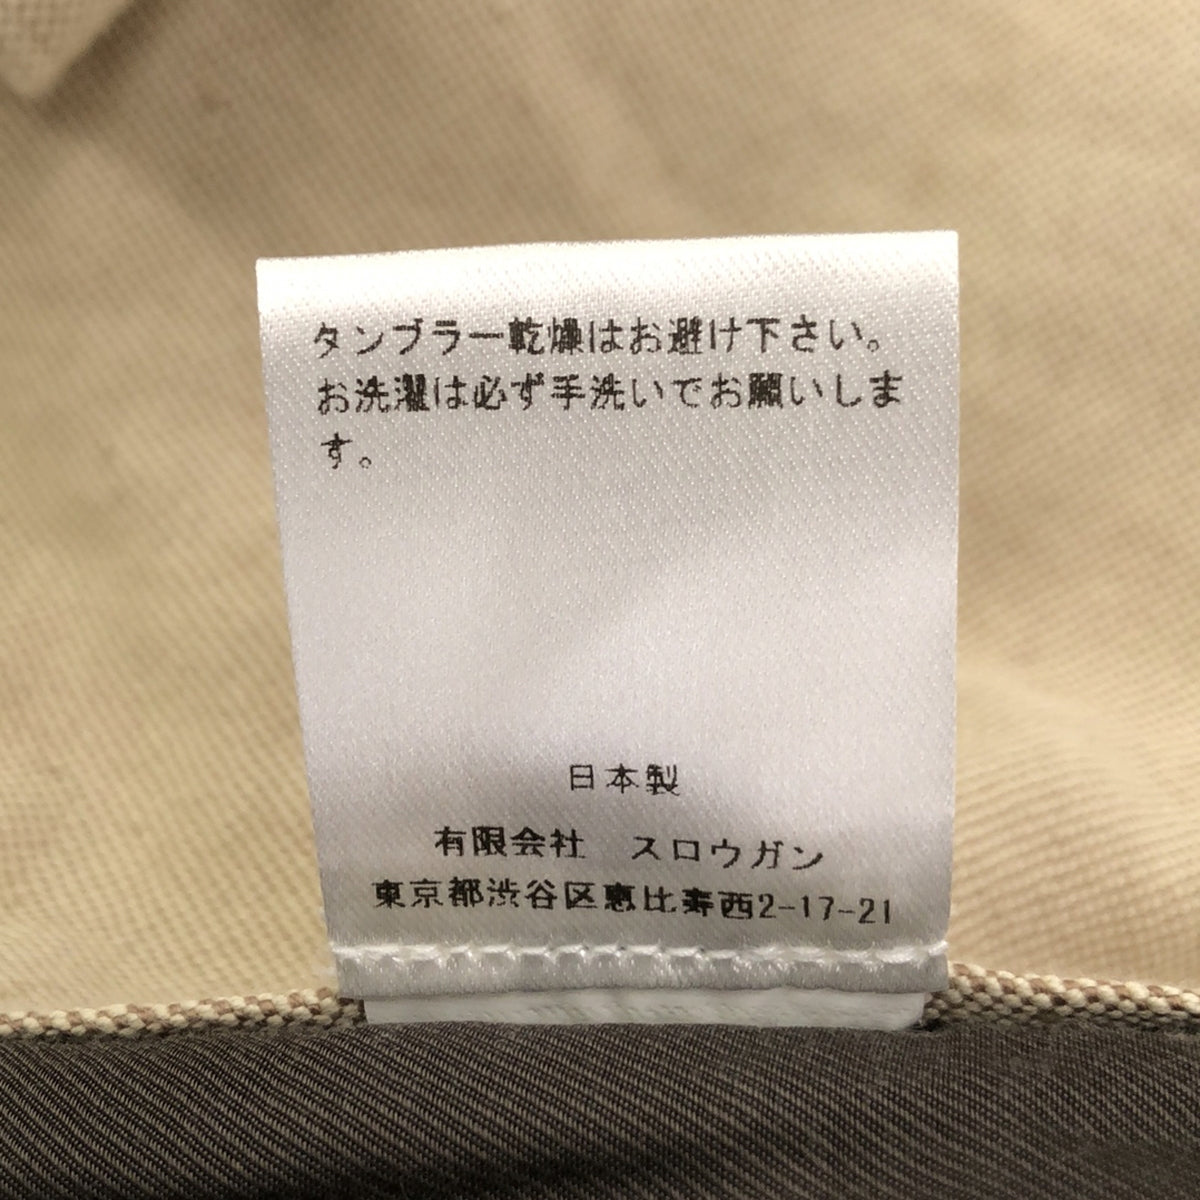 タンブラー乾燥はお避け下さい。
お洗濯は必ず手洗いでお願いしま
す。
日本製
有限会社　スロウガン
東京都渋谷区恵比寿西2-17-21